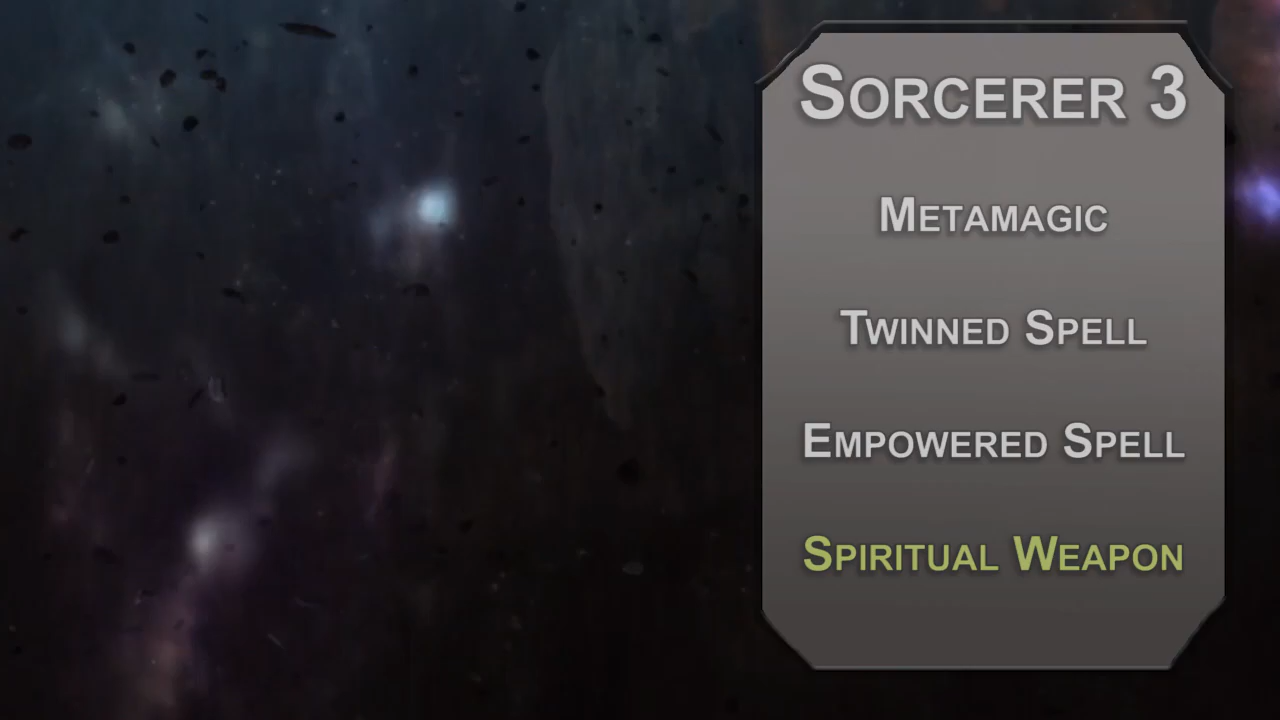 Sorcerer 3
Metamagic
Twinned Spell
Empowered Spell
Spiritual Weapon